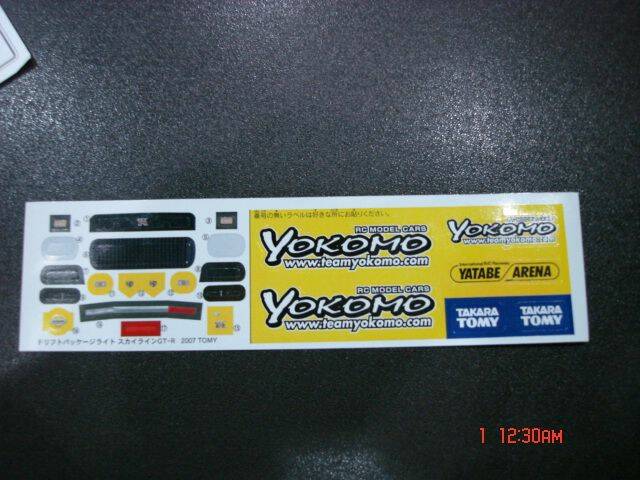 番号の無いラベルは好きな所にお貼りください。
RC MODEL CARS
YOKOMO
www.teamyokomo.com
YOKOMO
www.teamyokomo.com
International R/C Raceway
YATABE ARENA
RC MODEL CARS
YOKOMO
www.teamyokomo.com
TAKARA TOMY
TAKARA TOMY
ドリフトパッケージライト スカイラインGT-R 2007 TOMY
1 12:30AM